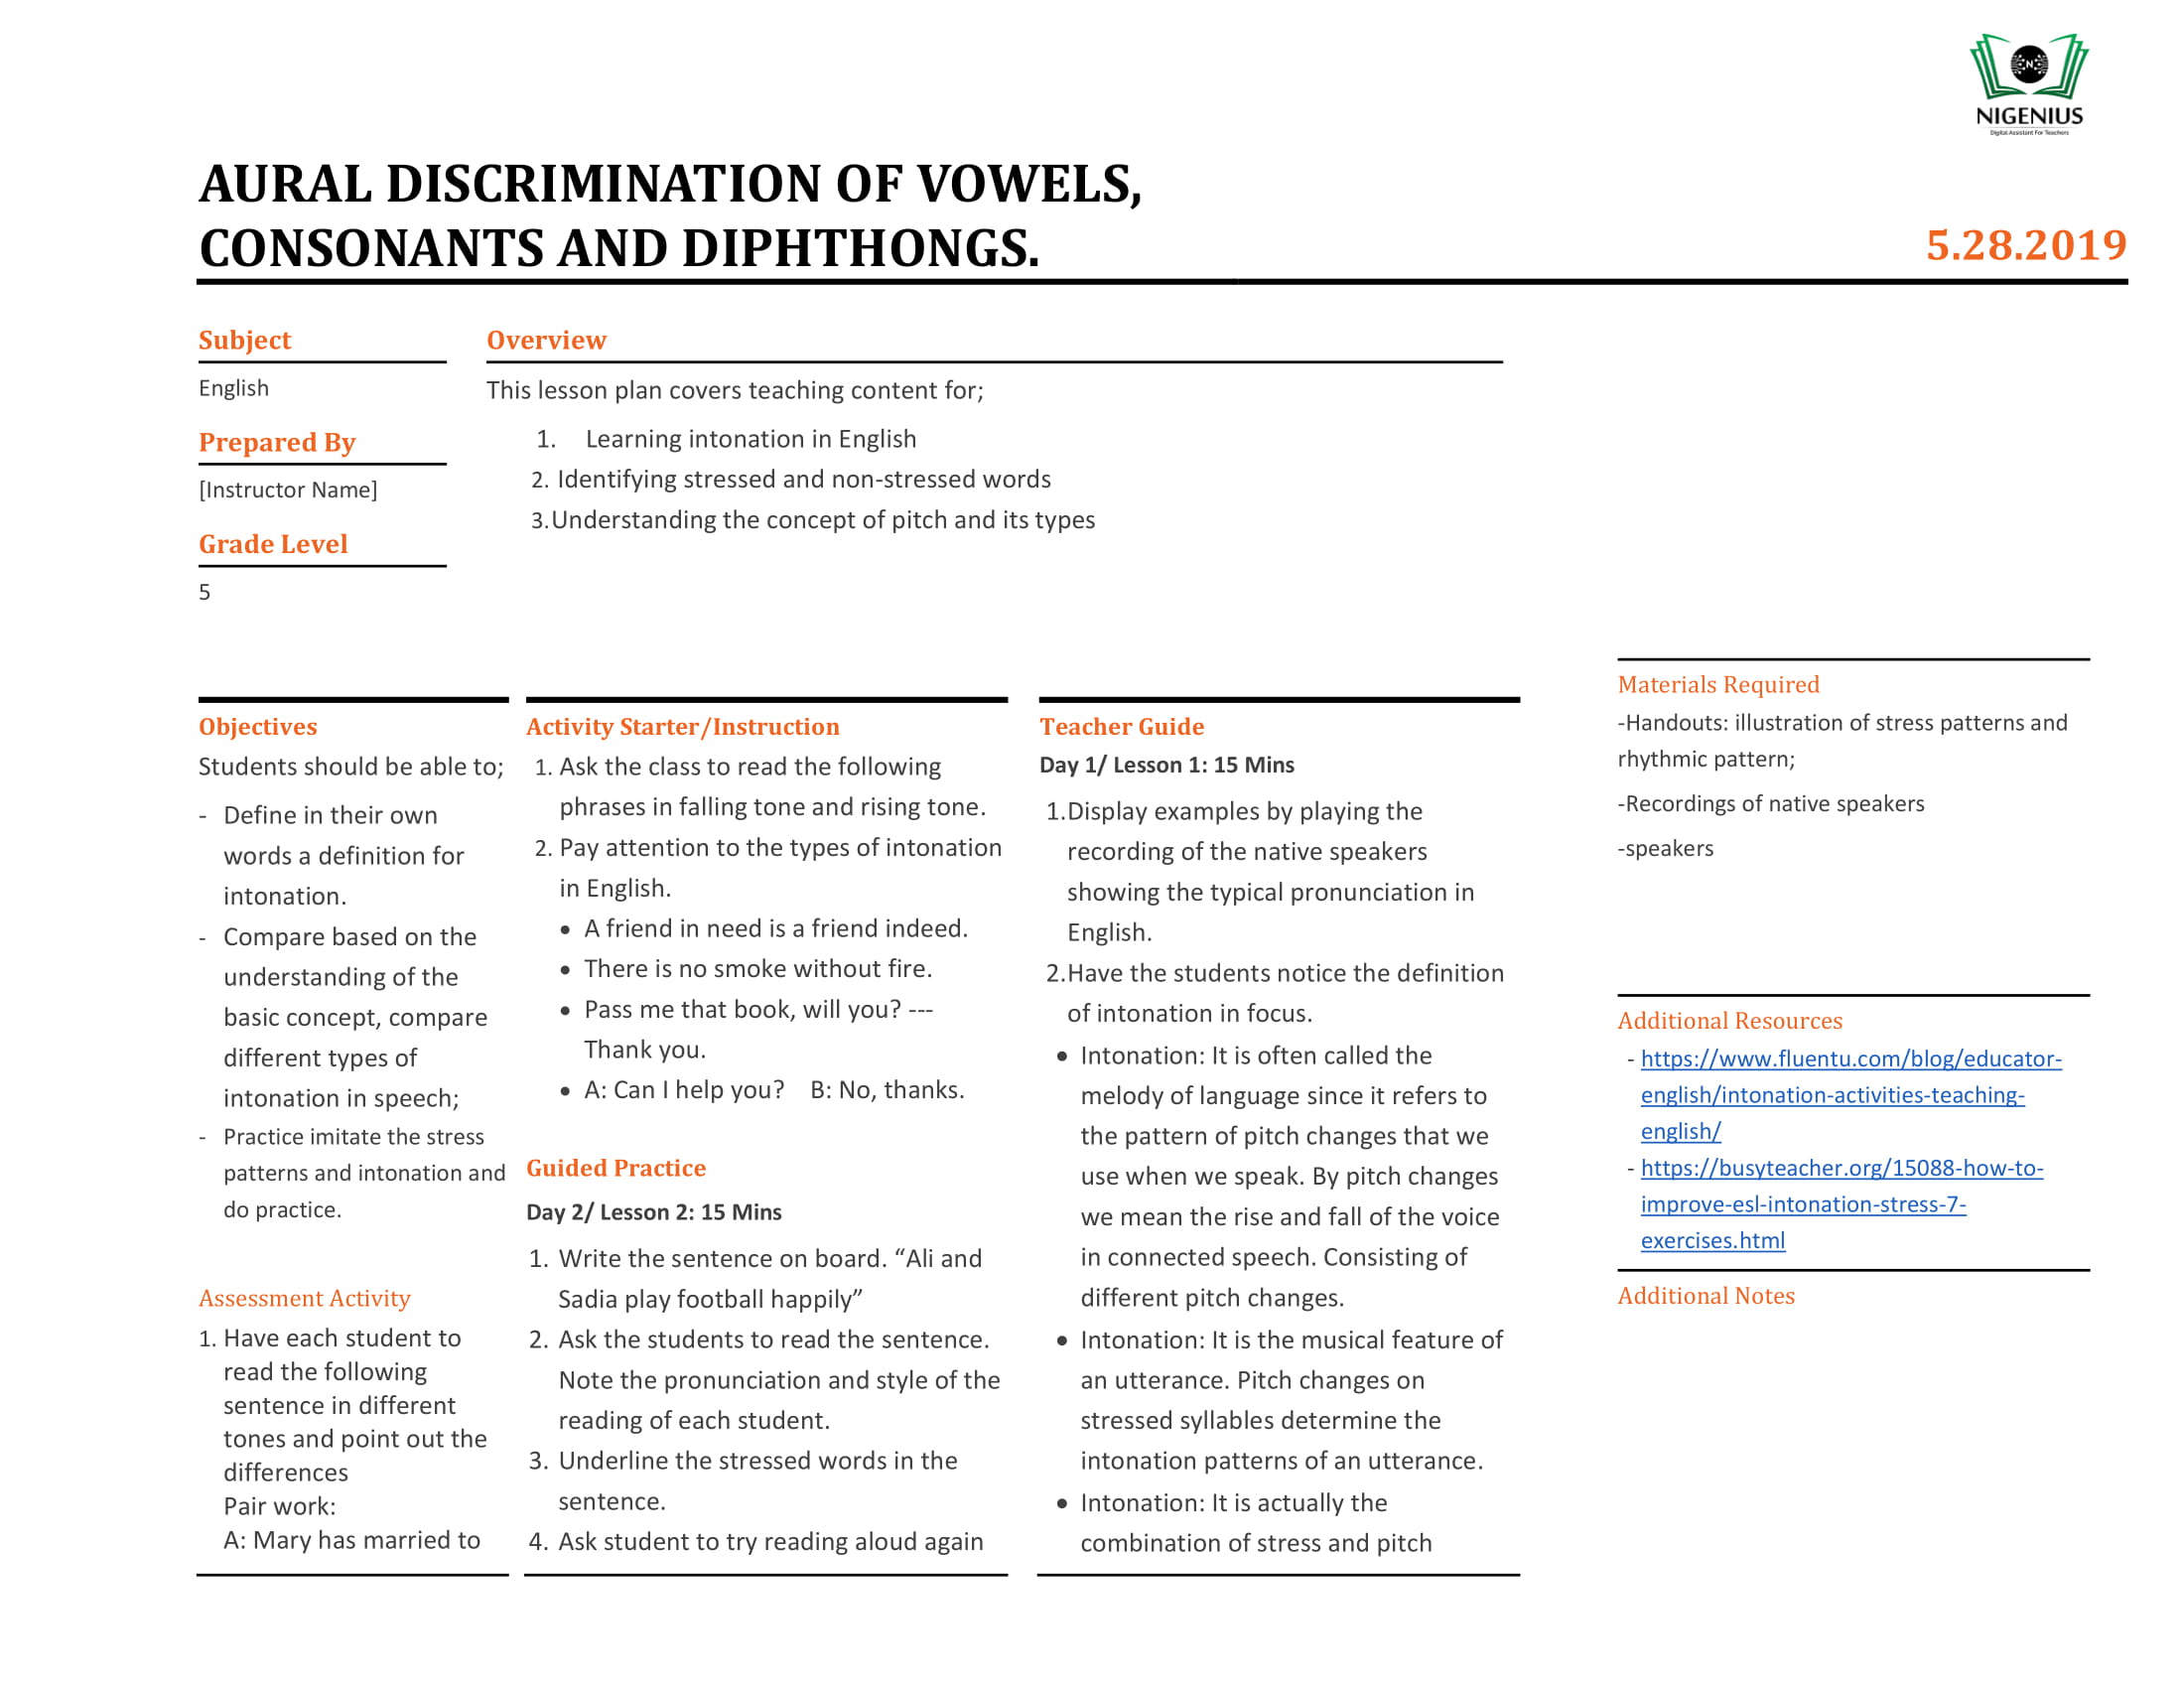 NIGENIUS
Digital Assistant For Teachers
AURAL DISCRIMINATION OF VOWELS,
CONSONANTS AND DIPHTHONGS.
5.28.2019
Subject
English
Prepared By
[Instructor Name]
Grade Level
5
Overview
This lesson plan covers teaching content for;
1. Learning intonation in English
2. Identifying stressed and non-stressed words
3.Understanding the concept of pitch and its types
Objectives
Students should be able to;
- Define in their own
words a definition for
intonation.
- Compare based on the
understanding of the
basic concept, compare
different types of
intonation in speech;
- Practice imitate the stress
patterns and intonation and
do practice.
Assessment Activity
1. Have each student to
read the following
sentence in different
tones and point out the
differences
Pair work:
A: Mary has married to
Activity Starter/Instruction
1. Ask the class to read the following
phrases in falling tone and rising tone.
2. Pay attention to the types of intonation
in English.
• A friend in need is a friend indeed.
• There is no smoke without fire.
• Pass me that book, will you? ---
Thank you.
• A: Can I help you? B: No, thanks.
Guided Practice
Day 2/ Lesson 2: 15 Mins
1. Write the sentence on board. “Ali and
Sadia play football happily”
2. Ask the students to read the sentence.
Note the pronunciation and style of the
reading of each student.
3. Underline the stressed words in the
sentence.
4. Ask student to try reading aloud again
Teacher Guide
Day 1/ Lesson 1: 15 Mins
1.Display examples by playing the
recording of the native speakers
showing the typical pronunciation in
English.
2.Have the students notice the definition
of intonation in focus.
• Intonation: It is often called the
melody of language since it refers to
the pattern of pitch changes that we
use when we speak. By pitch changes
we mean the rise and fall of the voice
in connected speech. Consisting of
different pitch changes.
• Intonation: It is the musical feature of
an utterance. Pitch changes on
stressed syllables determine the
intonation patterns of an utterance.
• Intonation: It is actually the
combination of stress and pitch
Materials Required
-Handouts: illustration of stress patterns and
rhythmic pattern;
-Recordings of native speakers
-speakers
Additional Resources
- https://www.fluentu.com/blog/educator-
english/intonation-activities-teaching-
english/
- https://busyteacher.org/15088-how-to-
improve-esl-intonation-stress-7-
exercises.html
Additional Notes